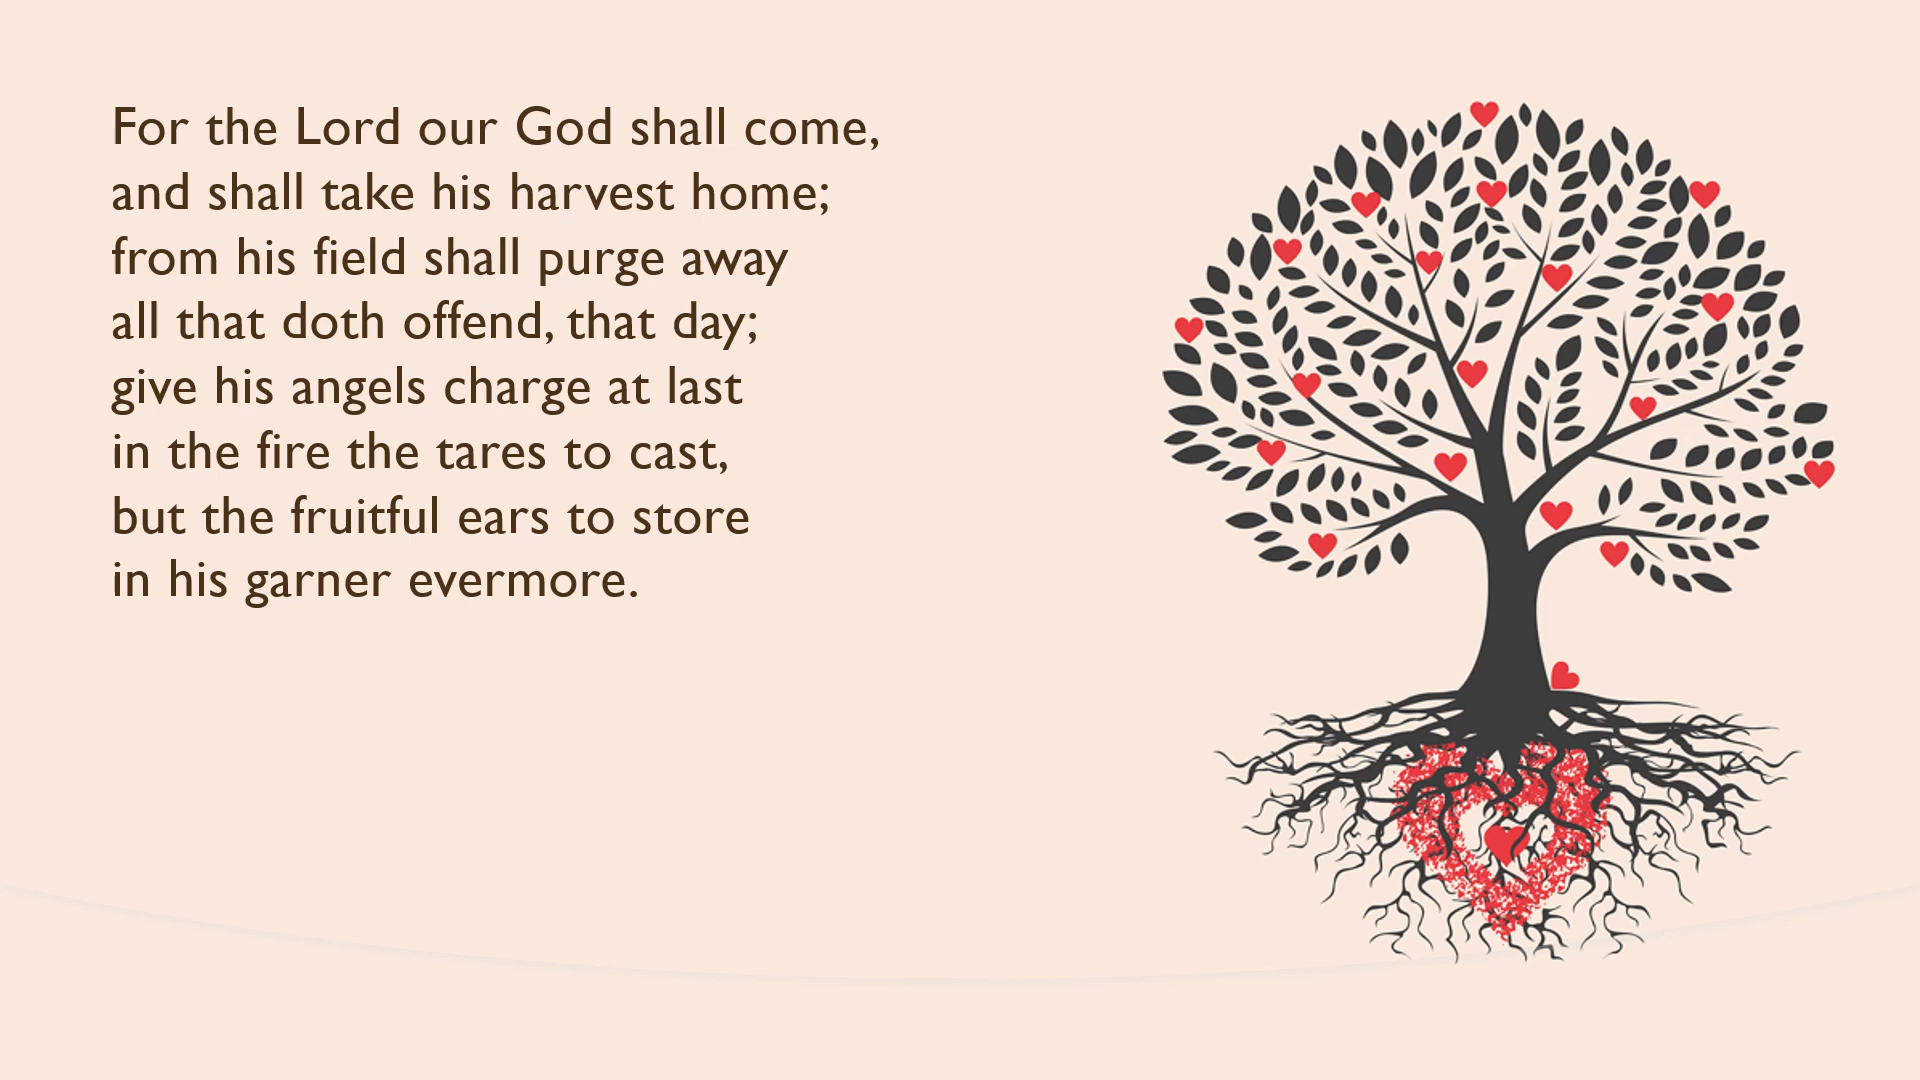 For the Lord our God shall come,
and shall take his harvest home;
from his field shall purge away
all that doth offend, that day;
give his angels charge at last
in the fire the tares to cast,
but the fruitful ears to store
in his garner evermore.